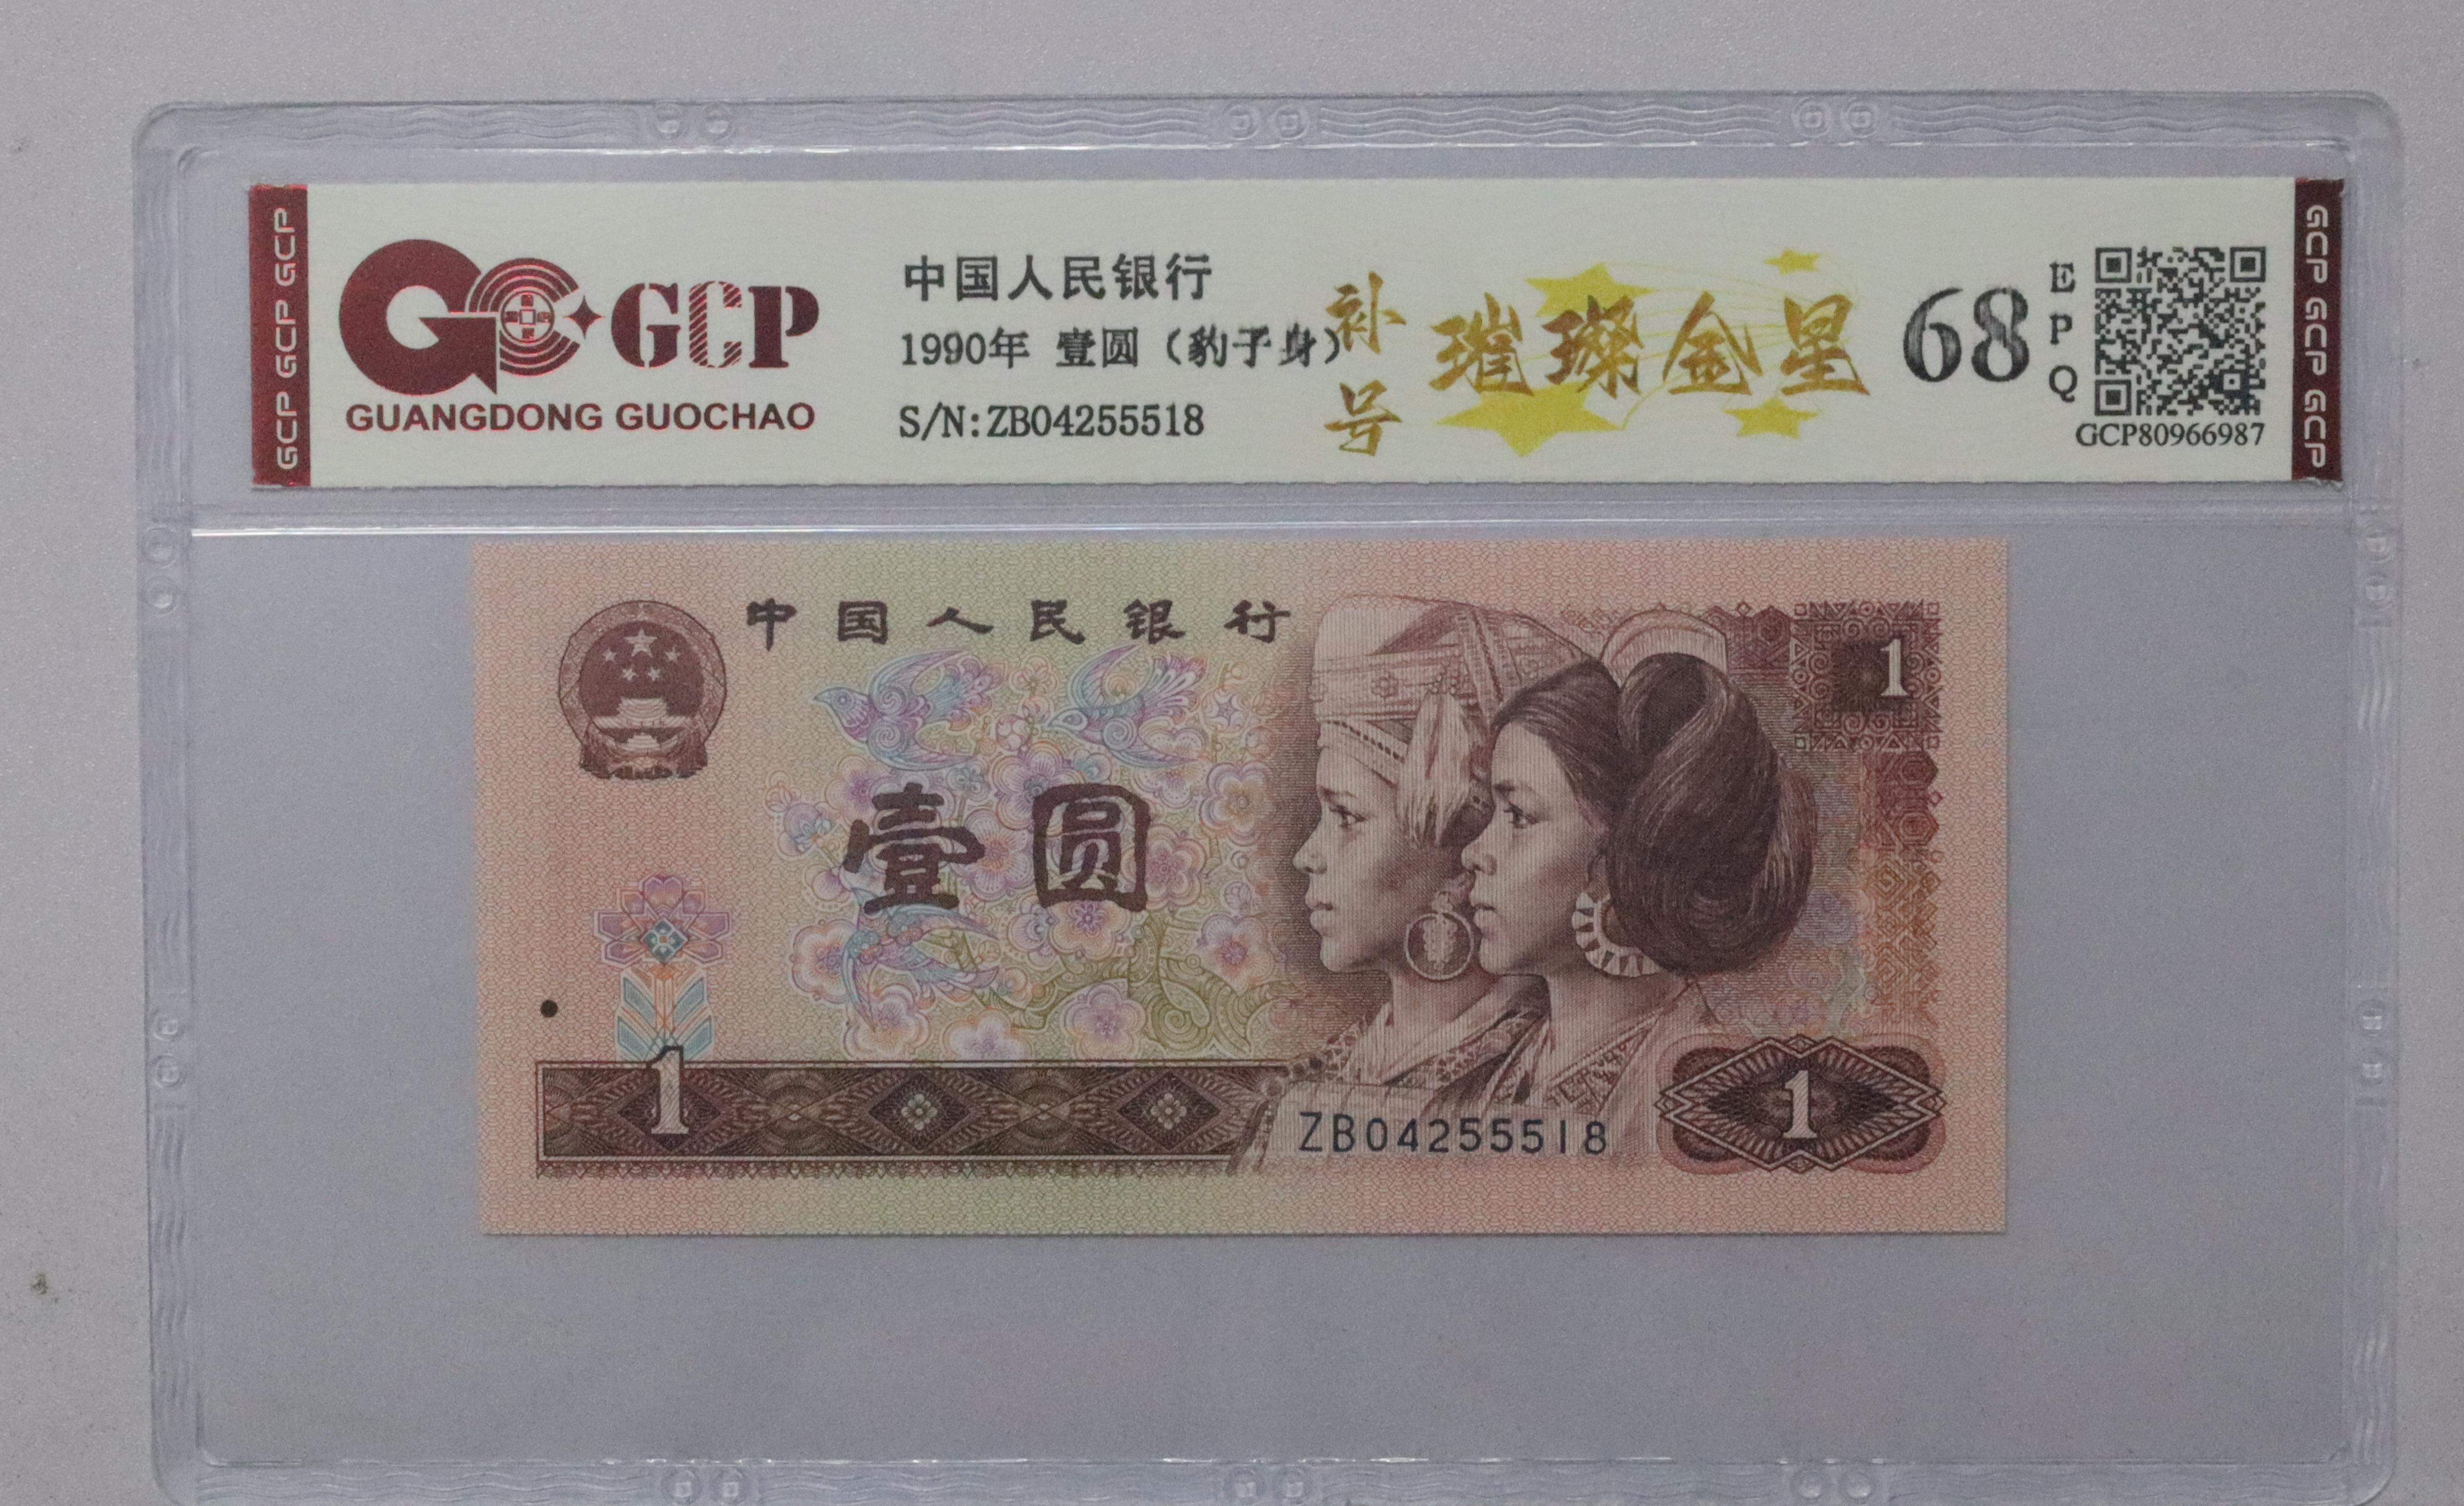 GCP GCP GCP
GCP
GUANGDONG GUOCHAO
中国人民银行
1990年 壹圆（豹子身）
S/N:ZB04255518
补号
璀璨金星
68
EPQ
GCP80966987
GCP GCP GCP
中国人民银行
1
壹圆
1
ZB04255518
1